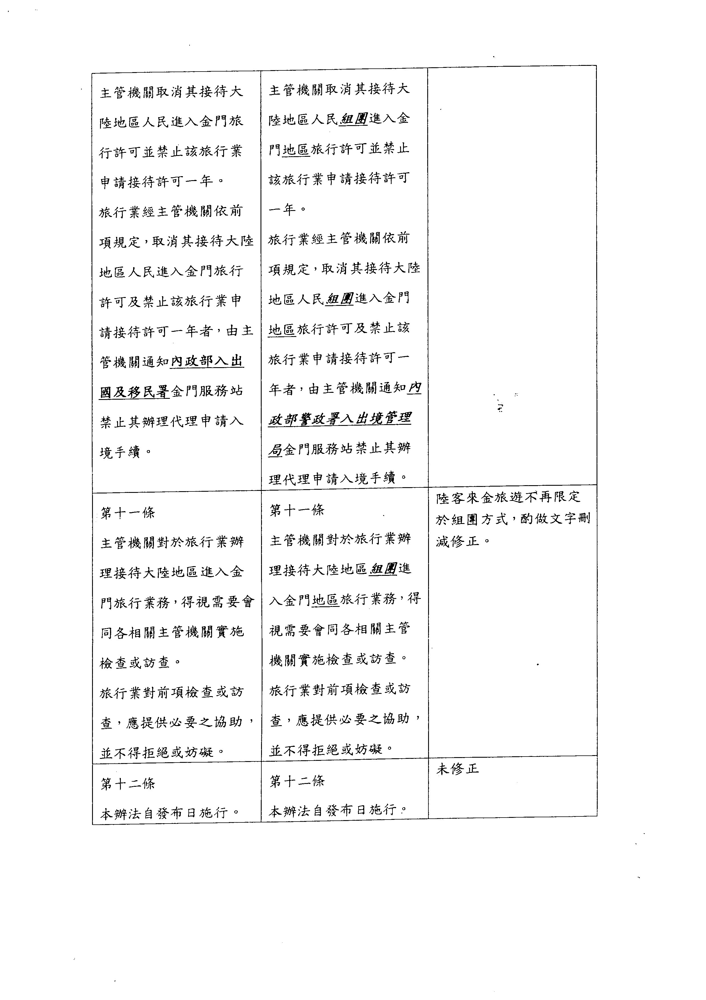 主管機關取消其接待大
陸地區人民進入金門旅
行許可並禁止該旅行業
申請接待許可一年。
旅行業經主管機關依前
項規定，取消其接待大陸
地區人民進入金門旅行
許可及禁止該旅行業申
請接待許可一年者，由主
管機關通知內政部入出
國及移民署金門服務站
禁止其辦理代理申請入
境手續。
主管機關取消其接待大
陸地區人民組團進入金
門地區旅行許可並禁止
該旅行業申請接待許可
一年。
旅行業經主管機關依前
項規定，取消其接待大陸
地區人民組團進入金門
地區旅行許可及禁止該
旅行業申請接待許可一
年者，由主管機關通知內
政部警政署入出境管理
局金門服務站禁止其辦
理代理申請入境手續。
第十一條
主管機關對於旅行業辦
理接待大陸地區進入金
門旅行業務，得視需要會
同各相關主管機關實施
檢查或訪查。
旅行業對前項檢查或訪
查，應提供必要之協助，
並不得拒絕或妨礙。
第十一條
主管機關對於旅行業辦
理接待大陸地區組團進
入金門地區旅行業務，得
視需要會同各相關主管
機關實施檢查或訪查。
旅行業對前項檢查或訪
查，應提供必要之協助，
並不得拒絕或妨礙。
陸客來金旅遊不再限定
於組團方式，酌做文字刪
減修正。
第十二條
本辦法自發布日施行。
第十二條
本辦法自發布日施行。
未修正